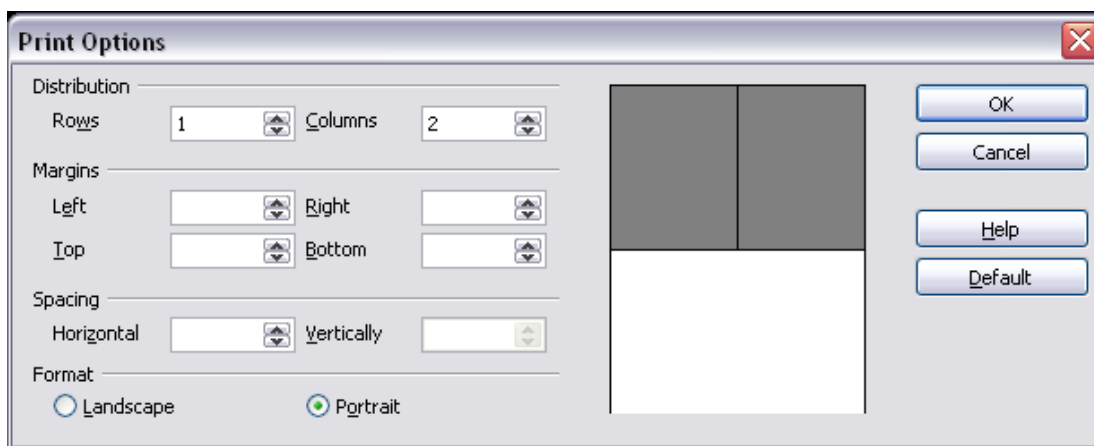 Print Options
Distribution
Rows 1 Columns 2
Margins
Left Right
Top Bottom
Spacing
Horizontal Vertically
Format
Landscape Portrait
OK
Cancel
Help
Default